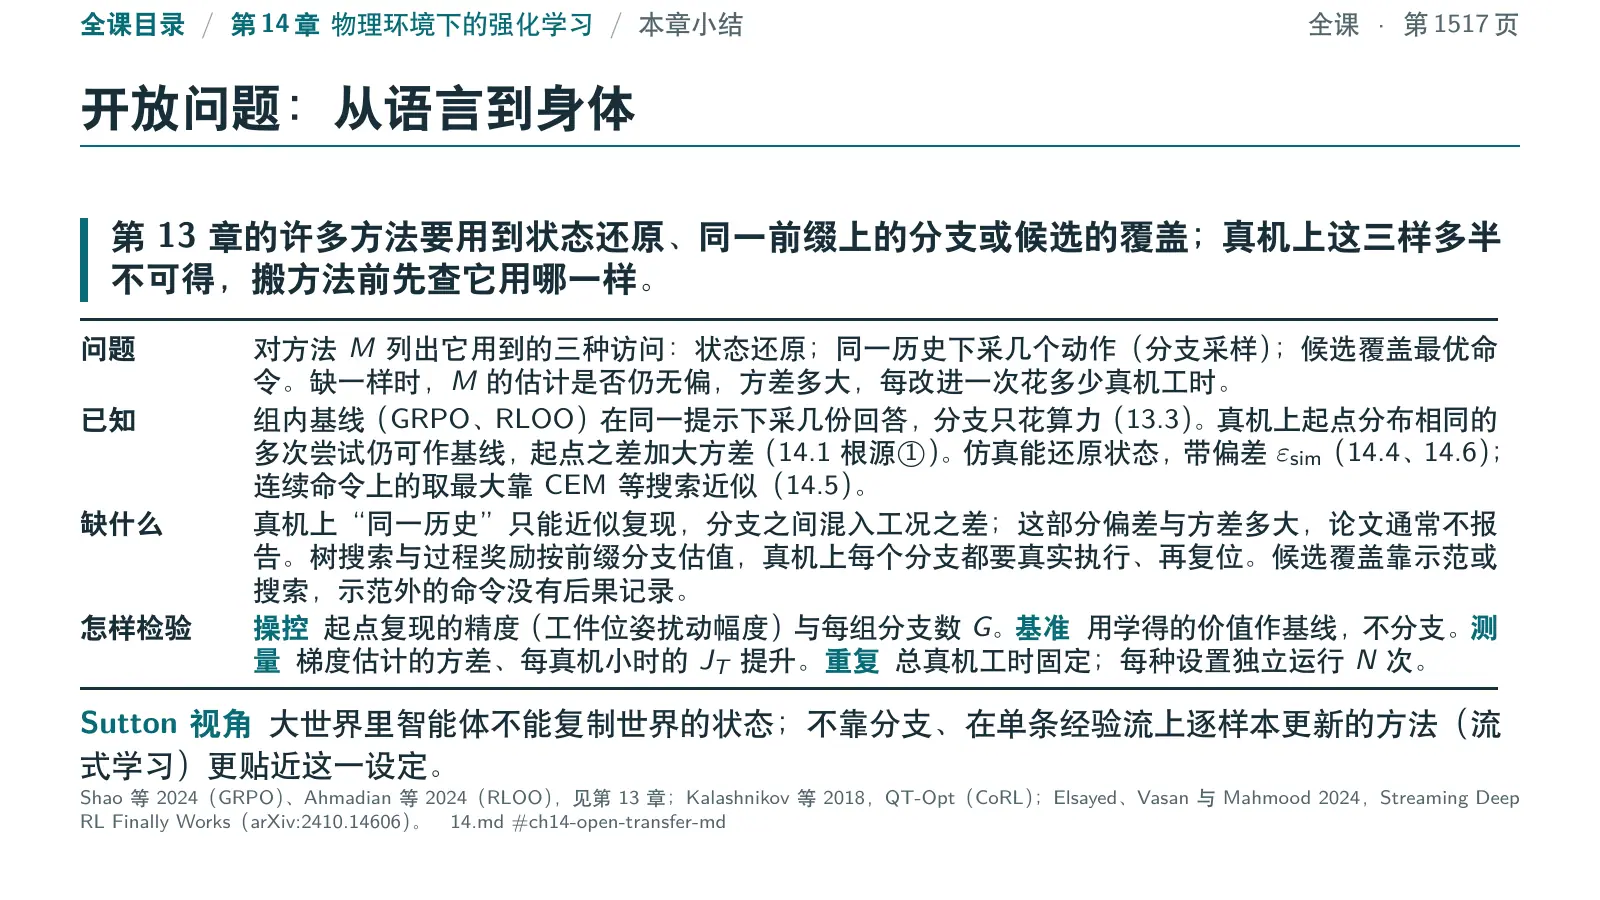 全课目录 / 第 14 章 物理环境下的强化学习 / 本章小结
全课 · 第 1517 页
开放问题：从语言到身体
第 13 章的许多方法要用到状态还原、同一前缀上的分支或候选的覆盖；真机上这三样多半
不可得，搬方法前先查它用哪一样。
问题 对方法 M 列出它用到的三种访问：状态还原；同一历史下采几个动作（分支采样）；候选覆盖最优命
令。缺一样时，M 的估计是否仍无偏，方差多大，每改进一次花多少真机工时。
已知 组内基线（GRPO、RLOO）在同一提示下采几份回答，分支只花算力（13.3）。真机上起点分布相同的
多次尝试仍可作基线，起点之差加大方差（14.1 根源①）。仿真能还原状态，带偏差 εsim（14.4、14.6）；
连续命令上的取最大靠 CEM 等搜索近似（14.5）。
缺什么 真机上“同一历史”只能近似复现，分支之间混入工况之差；这部分偏差与方差多大，论文通常不报
告。树搜索与过程奖励按前缀分支估值，真机上每个分支都要真实执行、再复位。候选覆盖靠示范或
搜索，示范外的命令没有后果记录。
怎样检验 操控 起点复现的精度（工件位姿扰动幅度）与每组分支数 G。基准 用学得的价值作基线，不分支。测
量 梯度估计的方差、每真机小时的 JT 提升。重复 总真机工时固定；每种设置独立运行 N 次。
Sutton 视角 大世界里智能体不能复制世界的状态；不靠分支、在单条经验流上逐样本更新的方法（流
式学习）更贴近这一设定。
Shao 等 2024（GRPO）、Ahmadian 等 2024（RLOO），见第 13 章；Kalashnikov 等 2018，QT-Opt（CoRL）；Elsayed、Vasan 与 Mahmood 2024，Streaming Deep
RL Finally Works（arXiv:2410.14606）。 14.md #ch14-open-transfer-md